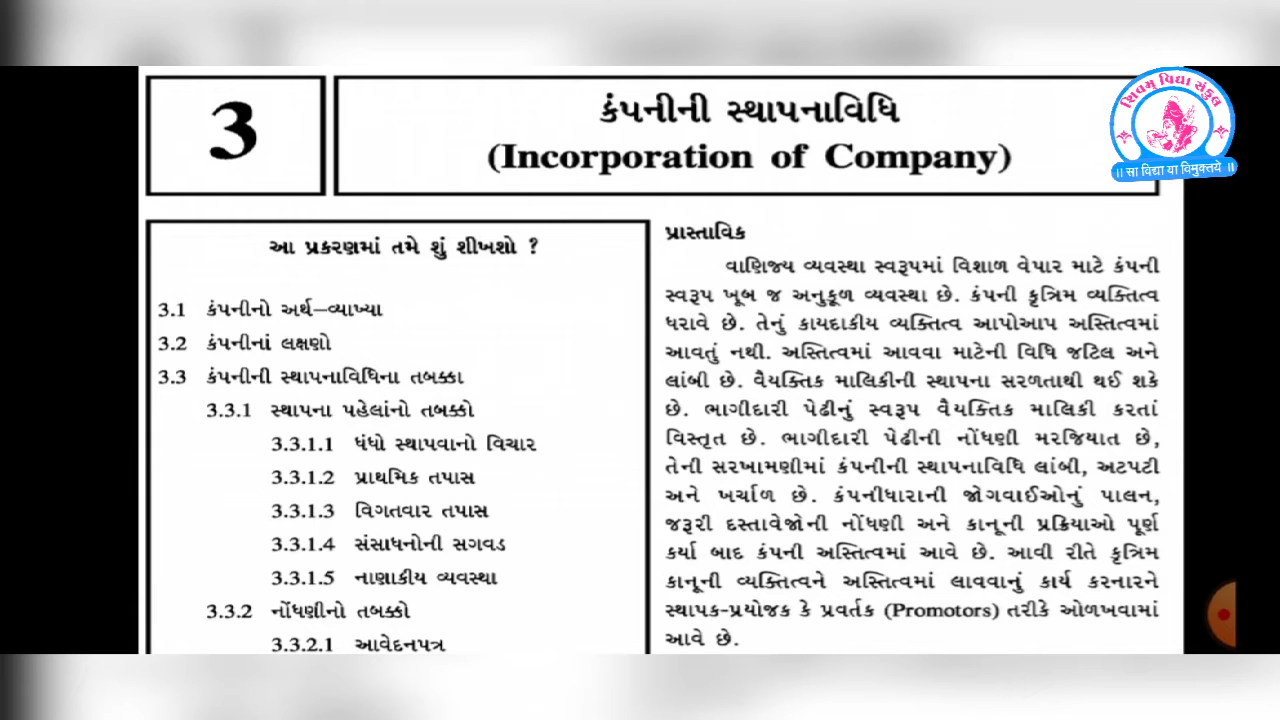 3
કંપનીની સ્થાપનાવિધિ
(Incorporation of Company)
શિવમ્ વિદ્યા સંકુલ
।। सा विद्या या विमुक्तये ।।
આ પ્રકરણમાં તમે શું શીખશો ?
3.1 કંપનીનો અર્થ–વ્યાખ્યા
3.2 કંપનીનાં લક્ષણો
3.3 કંપનીની સ્થાપનાવિધિના તબક્કા
3.3.1 સ્થાપના પહેલાંનો તબક્કો
3.3.1.1 ધંધો સ્થાપવાનો વિચાર
3.3.1.2 પ્રાથમિક તપાસ
3.3.1.3 વિગતવાર તપાસ
3.3.1.4 સંસાધનોની સગવડ
3.3.1.5 નાણાકીય વ્યવસ્થા
3.3.2 નોંધણીનો તબક્કો
3.3.2.1 આવેદનપત્ર
પ્રાસ્તાવિક
વાણિજ્ય વ્યવસ્થા સ્વરૂપમાં વિશાળ વેપાર માટે કંપની
સ્વરૂપ ખૂબ જ અનુકૂળ વ્યવસ્થા છે. કંપની કૃત્રિમ વ્યક્તિત્વ
ધરાવે છે. તેનું કાયદાકીય વ્યક્તિત્વ આપોઆપ અસ્તિત્વમાં
આવતું નથી. અસ્તિત્વમાં આવવા માટેની વિધિ જટિલ અને
લાંબી છે. વૈયક્તિક માલિકીની સ્થાપના સરળતાથી થઈ શકે
છે. ભાગીદારી પેઢીનું સ્વરૂપ વૈયક્તિક માલિકી કરતાં
વિસ્તૃત છે. ભાગીદારી પેઢીની નોંધણી મરજિયાત છે,
તેની સરખામણીમાં કંપનીની સ્થાપનાવિધિ લાંબી, અટપટી
અને ખર્ચાળ છે. કંપનીધારાની જોગવાઈઓનું પાલન,
જરૂરી દસ્તાવેજોની નોંધણી અને કાનૂની પ્રક્રિયાઓ પૂર્ણ
કર્યા બાદ કંપની અસ્તિત્વમાં આવે છે. આવી રીતે કૃત્રિમ
કાનૂની વ્યક્તિત્વને અસ્તિત્વમાં લાવવાનું કાર્ય કરનારને
સ્થાપક-પ્રયોજક કે પ્રવર્તક (Promotors) તરીકે ઓળખવામાં
આવે છે.